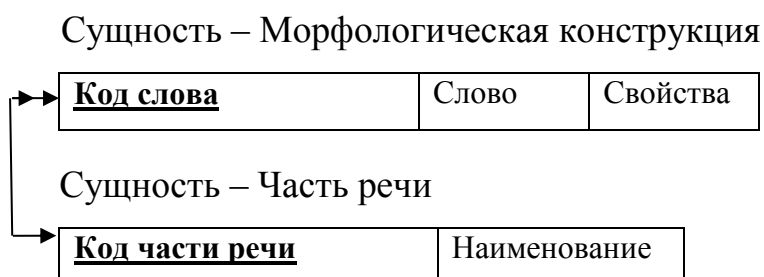 Сущность – Морфологическая конструкция
Код слова Слово Свойства
Сущность – Часть речи
Код части речи Наименование